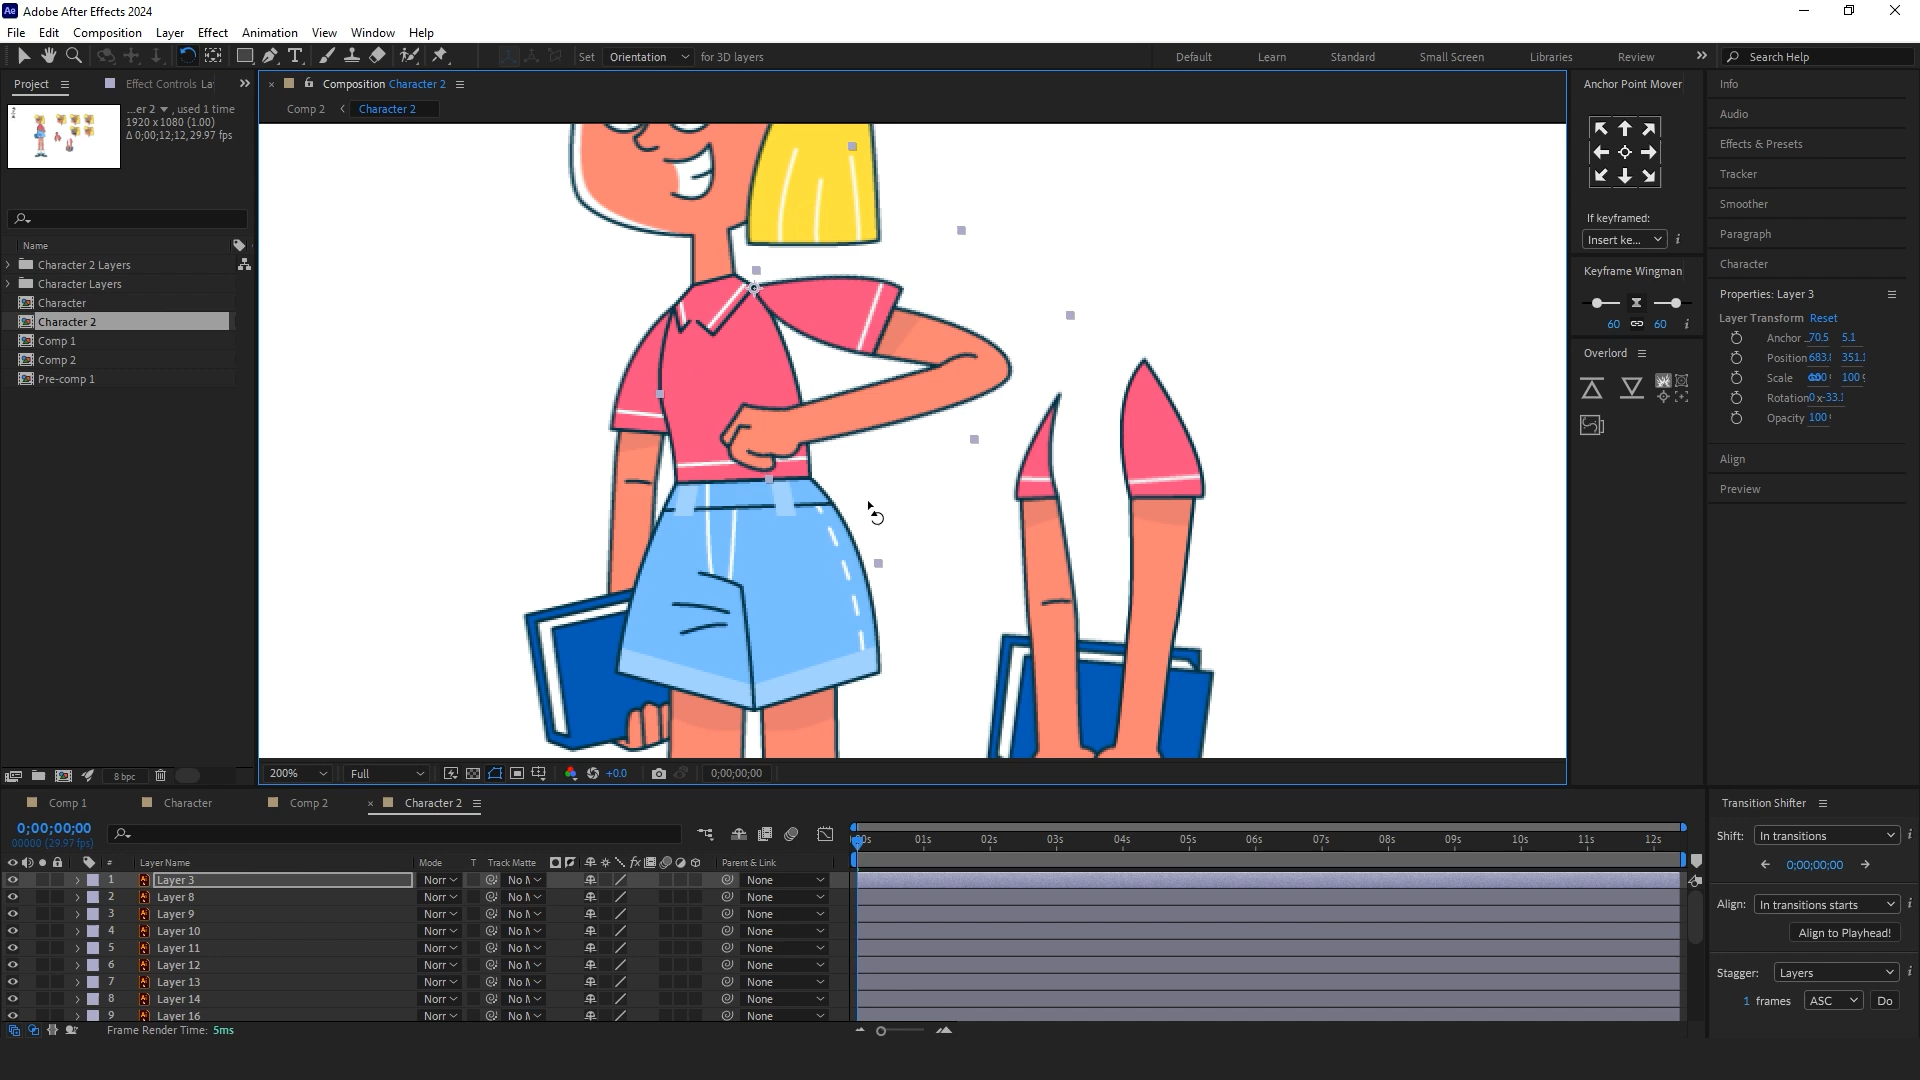 Adobe After Effects 2024
File Edit Composition Layer Effect Animation View Window Help
Set Orientation for 3D layers
Default Learn Standard Small Screen Libraries Review Search Help
Project Effect Controls La
...er 2 , used 1 time
1920 x 1080 (1.00)
Δ 0;00;12;12, 29.97 fps
Name
Character 2 Layers
Character Layers
Character
Character 2
Comp 1
Comp 2
Pre-comp 1
8 bpc
Composition Character 2
Comp 2 Character 2
200% Full +0.0 0;00;00;00
Anchor Point Mover
If keyframed:
Insert ke...
Keyframe Wingman
60 60
Overlord
Info
Audio
Effects & Presets
Tracker
Smoother
Paragraph
Character
Properties: Layer 3
Layer Transform Reset
Anchor 70.5 5.1
Position 351.1
Scale 100
Rotation 0 x-33.
Opacity 100
Align
Preview
Comp 1 Character Comp 2 Character 2
0;00;00;00
00000 (29.97 fps)
# Layer Name Mode T Track Matte fx Parent & Link
01s 02s 03s 04s 05s 06s 07s 08s 09s 10s 11s 12s
1 Layer 3 Norr No None
2 Layer 8 Norr No None
3 Layer 9 Norr No None
4 Layer 10 Norr No None
5 Layer 11 Norr No None
6 Layer 12 Norr No None
7 Layer 13 Norr No None
8 Layer 14 Norr No None
9 Layer 16 Norr No None
Frame Render Time: 5ms
Transition Shifter
Shift: In transitions
0;00;00;00
Align: In transitions starts
Align to Playhead!
Stagger: Layers
1 frames ASC Do